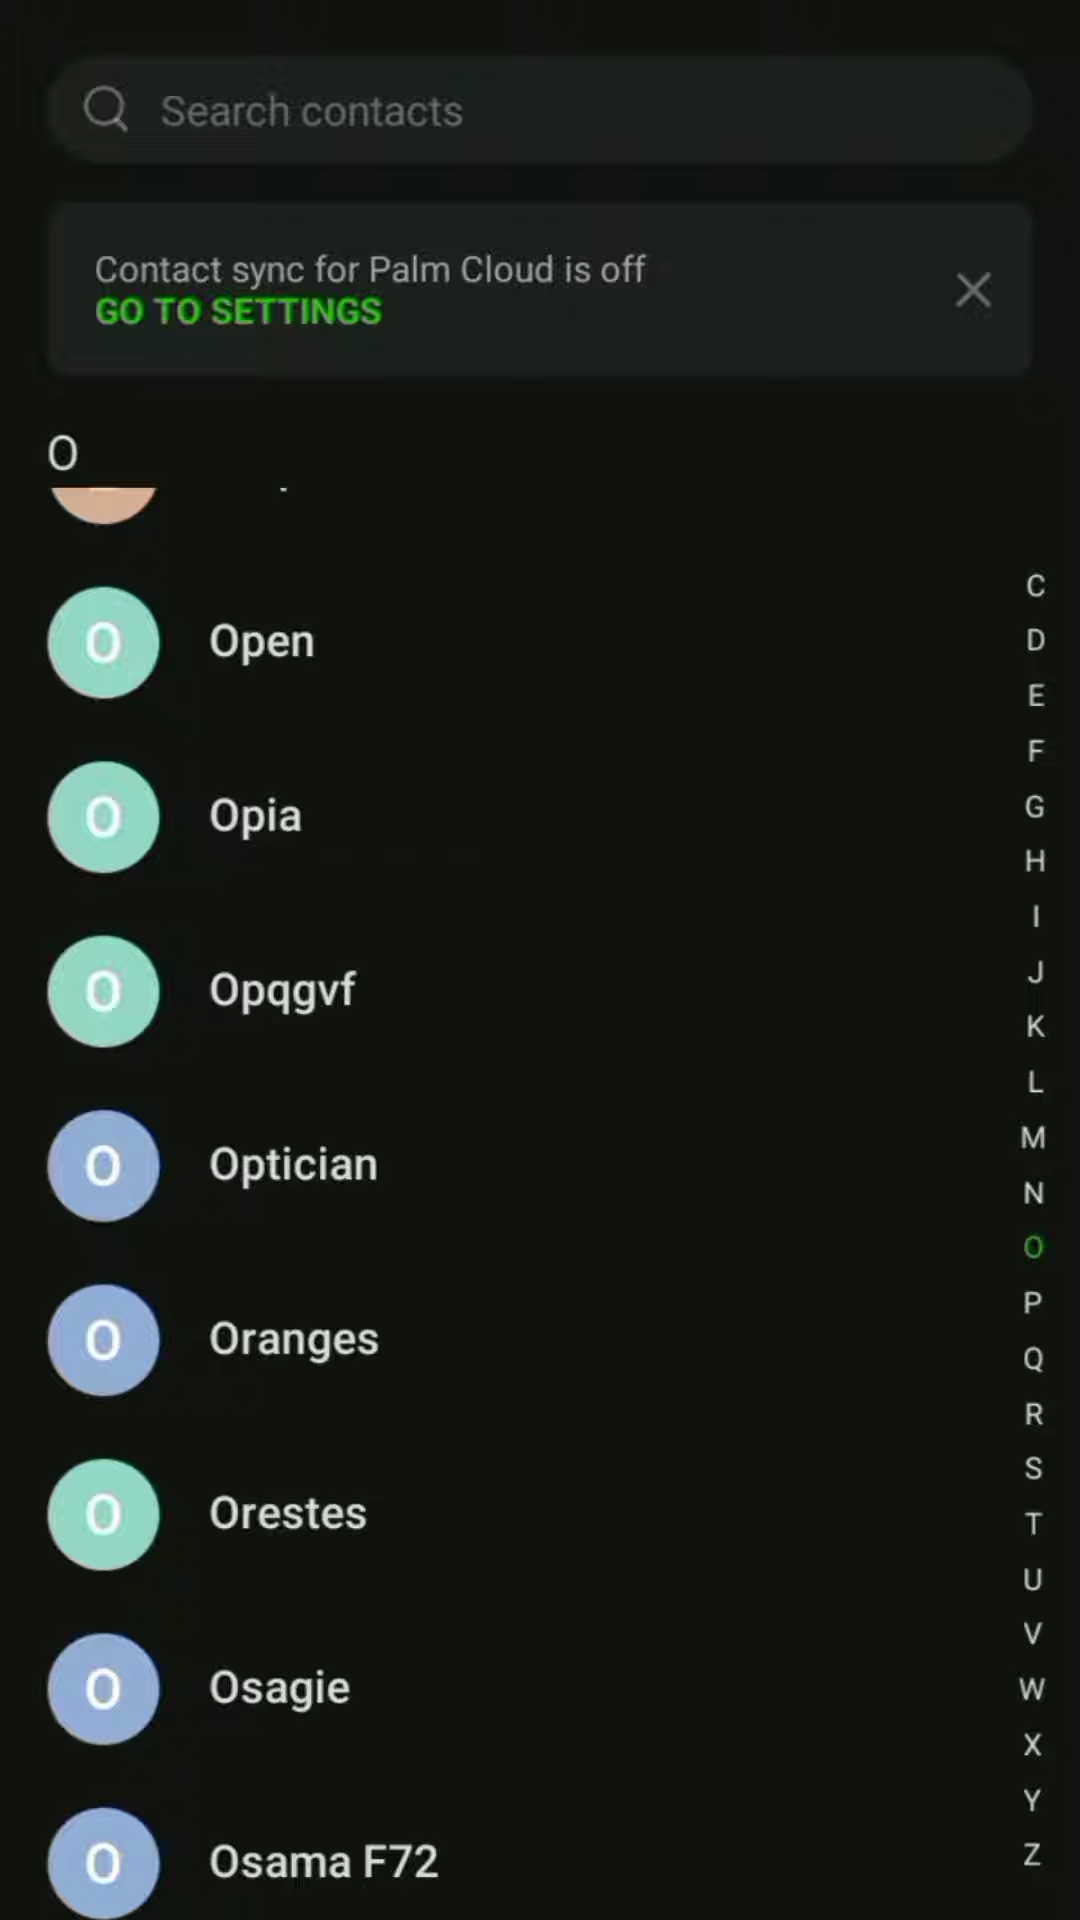 Search contacts
Contact sync for Palm Cloud is off
GO TO SETTINGS
O
O Open
O Opia
O Opqgvf
O Optician
O Oranges
O Orestes
O Osagie
O Osama F72
C
D
E
F
G
H
I
J
K
L
M
N
O
P
Q
R
S
T
U
V
W
X
Y
Z